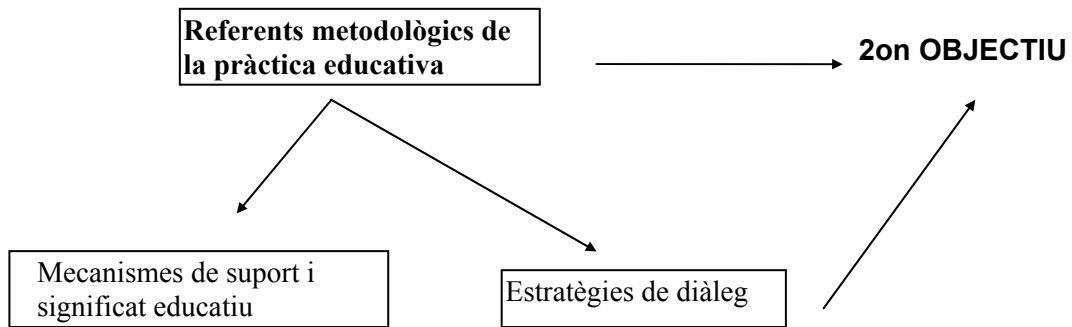 Referents metodològics de
la pràctica educativa
2on OBJECTIU
Mecanismes de suport i
significat educatiu
Estratègies de diàleg